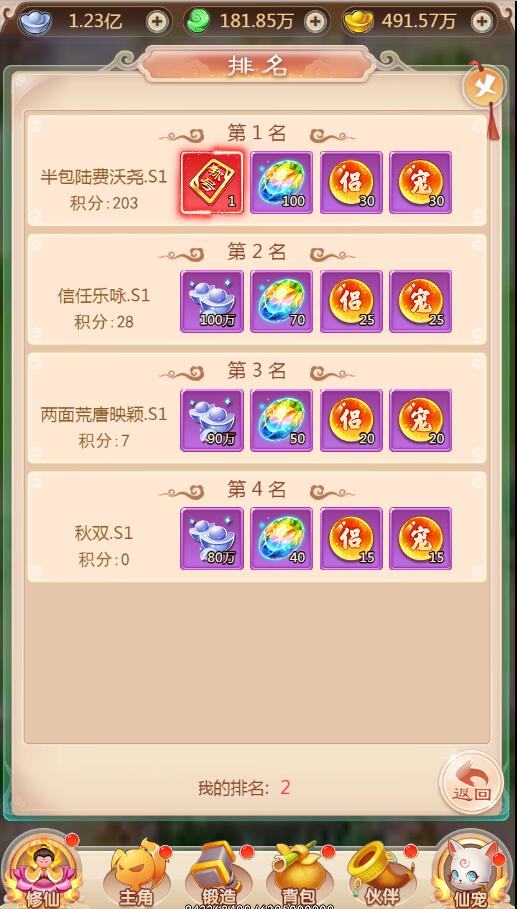 1.23亿 181.85万 491.57万
排名
第1名
半包陆费沃尧.S1
积分:203
称号 1 100 侣 30 宠 30
第2名
信任乐咏.S1
积分:28
100万 70 侣 25 宠 25
第3名
两面荒唐映颖.S1
积分:7
90万 50 侣 20 宠 20
第4名
秋双.S1
积分:0
80万 40 侣 15 宠 15
我的排名: 2
返回
修仙 主角 锻造 背包 伙伴 仙宠